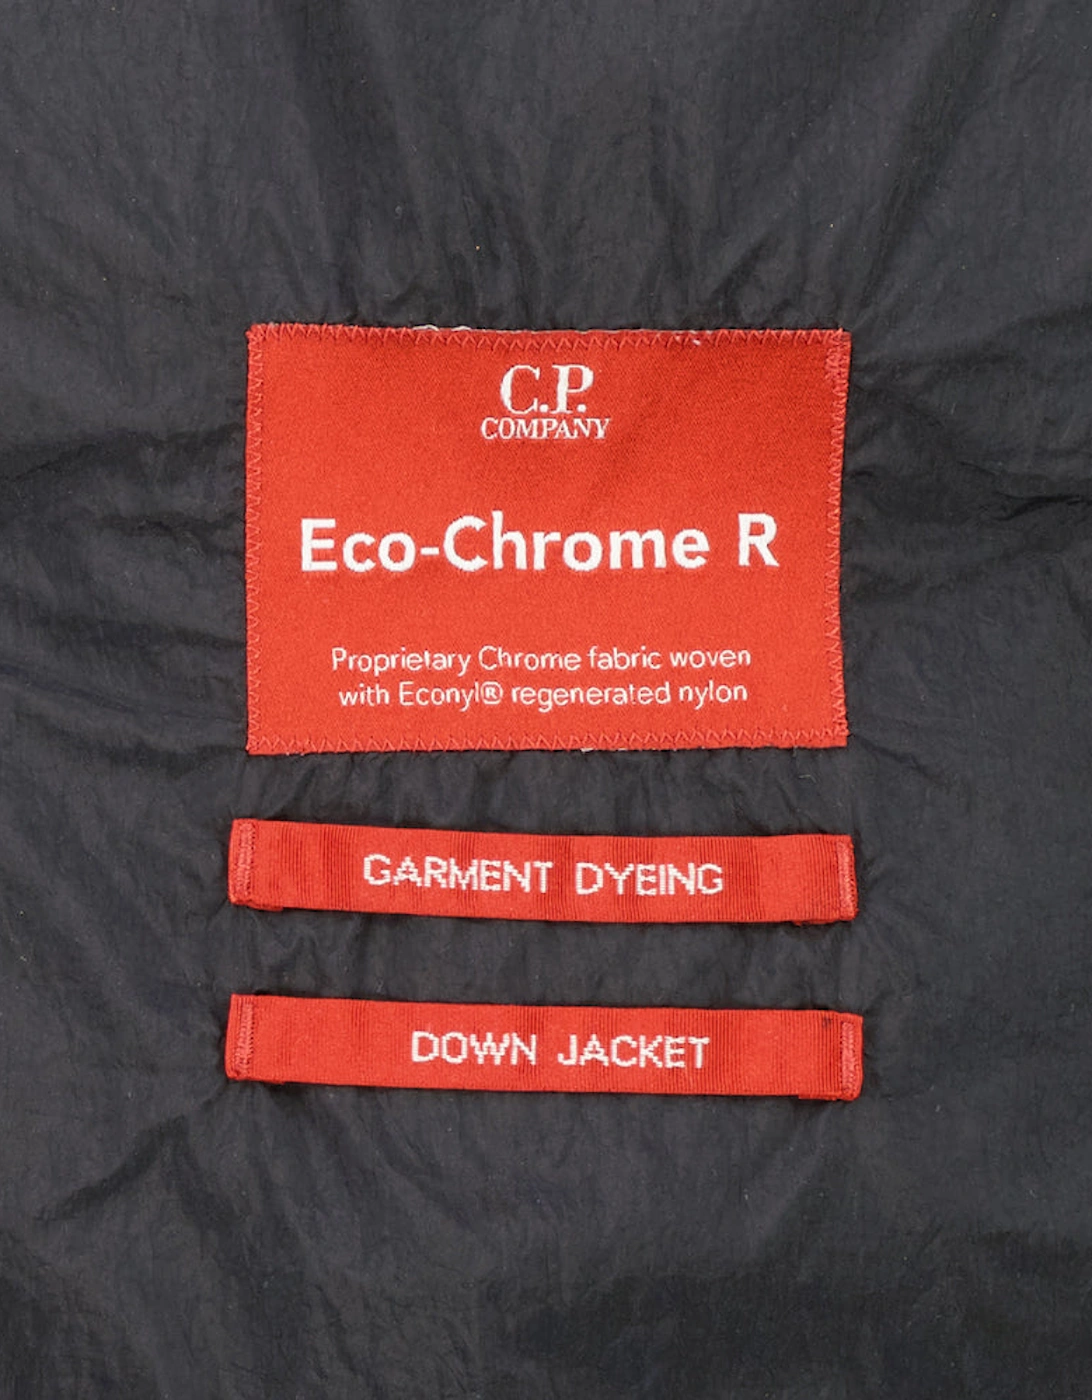 C.P.
COMPANY
Eco-Chrome R
Proprietary Chrome fabric woven
with Econyl® regenerated nylon
GARMENT DYEING
DOWN JACKET